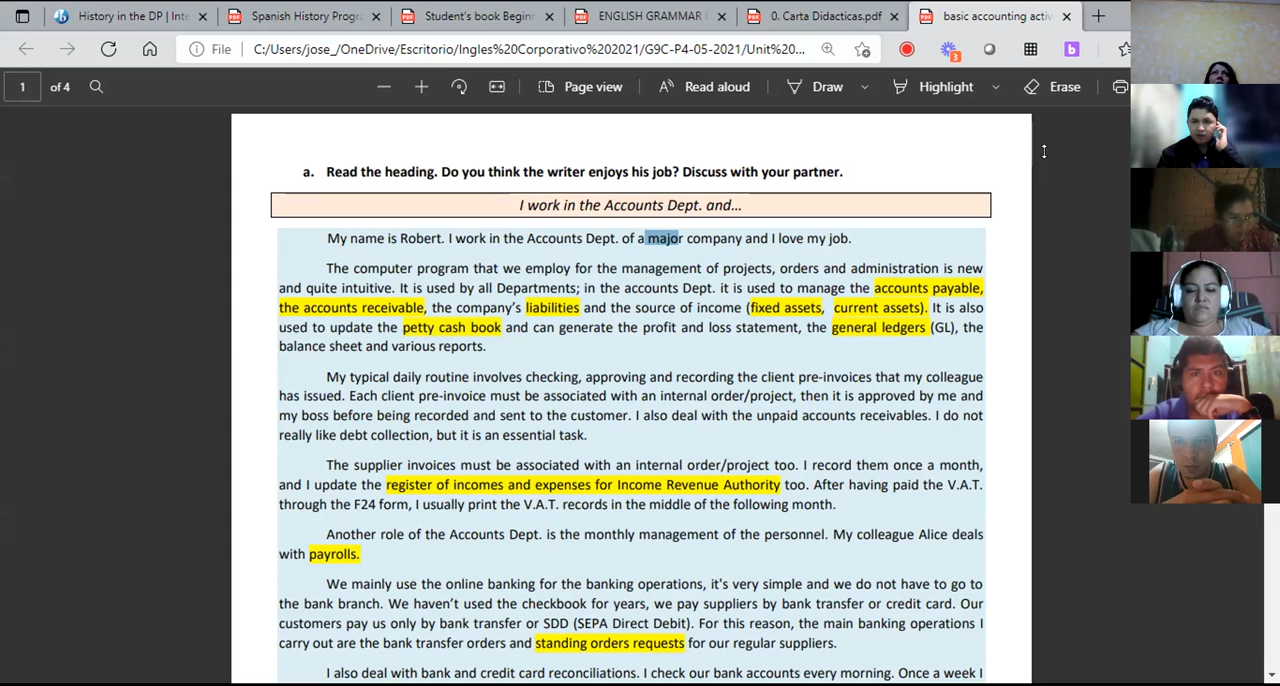 History in the DP | Inte
Spanish History Progr
Student's book Beginn
ENGLISH GRAMMAR
0. Carta Didacticas.pdf
basic accounting activ
File
C:/Users/jose_/OneDrive/Escritorio/Ingles%20Corporativo%202021/G9C-P4-05-2021/Unit%20...
3
b
1
of 4
Page view
Read aloud
Draw
Highlight
Erase
a. Read the heading. Do you think the writer enjoys his job? Discuss with your partner.
I work in the Accounts Dept. and...
My name is Robert. I work in the Accounts Dept. of a major company and I love my job.
The computer program that we employ for the management of projects, orders and administration is new
and quite intuitive. It is used by all Departments; in the accounts Dept. it is used to manage the accounts payable,
the accounts receivable, the company's liabilities and the source of income (fixed assets, current assets). It is also
used to update the petty cash book and can generate the profit and loss statement, the general ledgers (GL), the
balance sheet and various reports.
My typical daily routine involves checking, approving and recording the client pre-invoices that my colleague
has issued. Each client pre-invoice must be associated with an internal order/project, then it is approved by me and
my boss before being recorded and sent to the customer. I also deal with the unpaid accounts receivables. I do not
really like debt collection, but it is an essential task.
The supplier invoices must be associated with an internal order/project too. I record them once a month,
and I update the register of incomes and expenses for Income Revenue Authority too. After having paid the V.A.T.
through the F24 form, I usually print the V.A.T. records in the middle of the following month.
Another role of the Accounts Dept. is the monthly management of the personnel. My colleague Alice deals
with payrolls.
We mainly use the online banking for the banking operations, it's very simple and we do not have to go to
the bank branch. We haven't used the checkbook for years, we pay suppliers by bank transfer or credit card. Our
customers pay us only by bank transfer or SDD (SEPA Direct Debit). For this reason, the main banking operations I
carry out are the bank transfer orders and standing orders requests for our regular suppliers.
I also deal with bank and credit card reconciliations. I check our bank accounts every morning. Once a week I